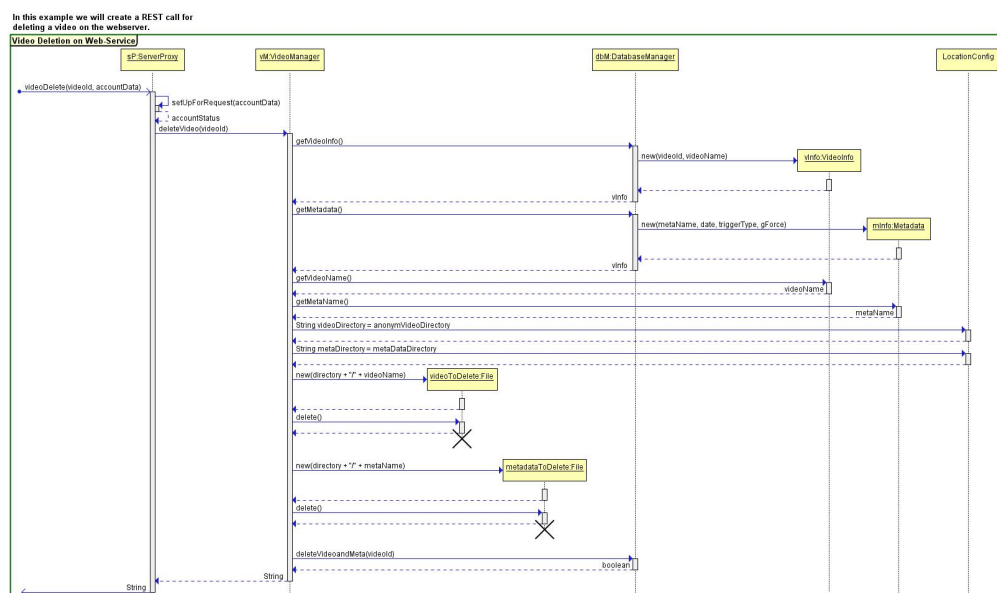 In this example we will create a REST call for
deleting a video on the webserver.
Video Deletion on Web-Service
sP:ServerProxy
vM:VideoManager
dbM:DatabaseManager
LocationConfig
videoDelete(videoId, accountData)
setUpForRequest(accountData)
accountStatus
deleteVideo(videoId)
getVideoInfo()
new(videoId, videoName)
vInfo:VideoInfo
vInfo
getMetadata()
new(metaName, date, triggerType, gForce)
mInfo:Metadata
vInfo
getVideoName()
videoName
getMetaName()
metaName
String videoDirectory = anonymVideoDirectory
String metaDirectory = metaDataDirectory
new(directory + "/" + videoName)
videoToDelete:File
delete()
new(directory + "/" + metaName)
metadataToDelete:File
delete()
deleteVideoandMeta(videoId)
boolean
String
String